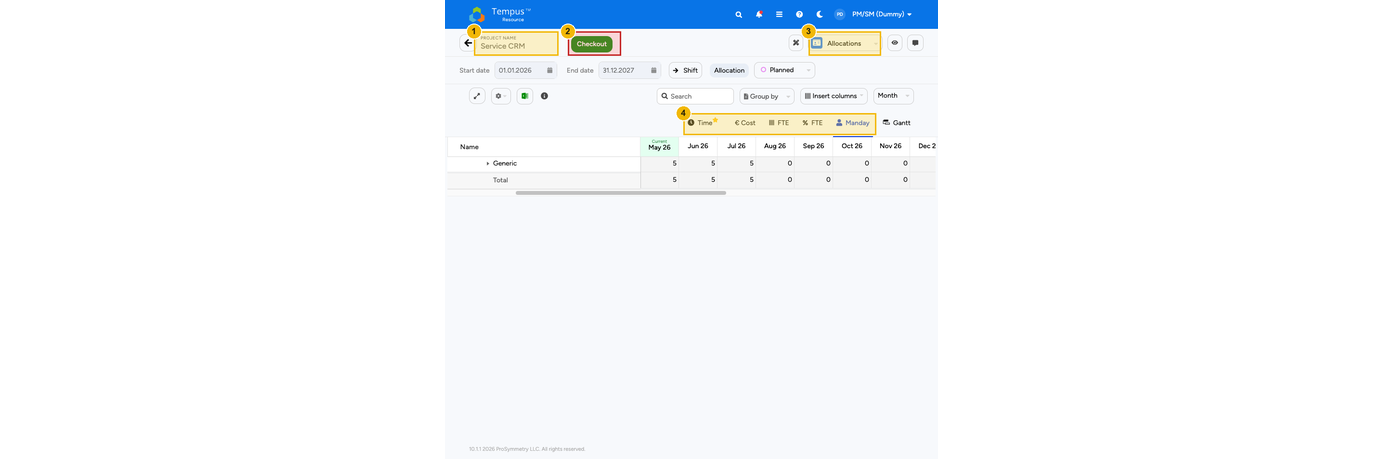 Tempus™
Resource
PD PM/SM (Dummy)
1 2 3
PROJECT NAME
Service CRM
Checkout
Allocations
Start date 01.01.2026 End date 31.12.2027 Shift Allocation Planned
Search Group by Insert columns Month
4
Time € Cost FTE % FTE Manday Gantt
Current
Name May 26 Jun 26 Jul 26 Aug 26 Sep 26 Oct 26 Nov 26 Dec 2
Generic 5 5 5 0 0 0 0
Total 5 5 5 0 0 0 0
10.1.1 2026 ProSymmetry LLC. All rights reserved.